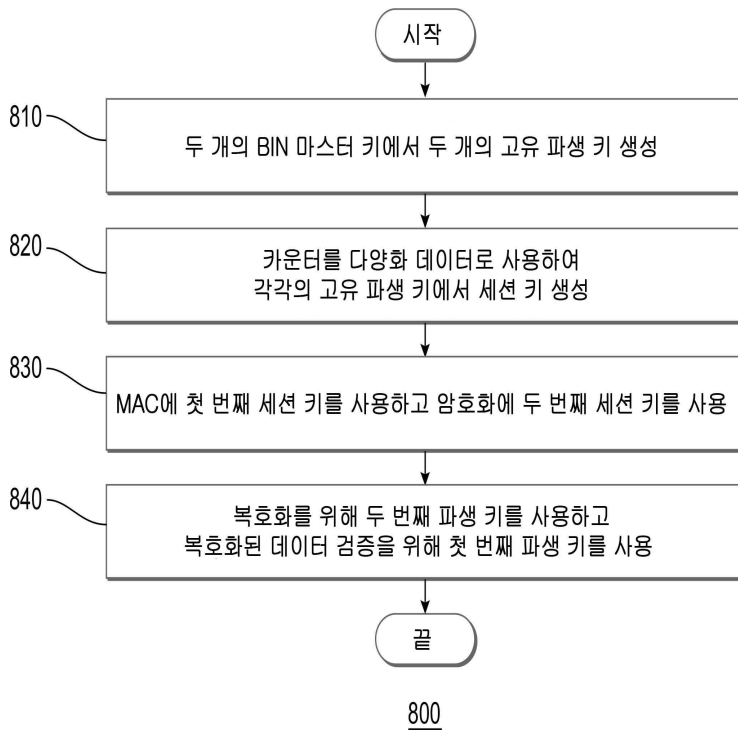 시작
810
두 개의 BIN 마스터 키에서 두 개의 고유 파생 키 생성
820
카운터를 다양화 데이터로 사용하여
각각의 고유 파생 키에서 세션 키 생성
830
MAC에 첫 번째 세션 키를 사용하고 암호화에 두 번째 세션 키를 사용
840
복호화를 위해 두 번째 파생 키를 사용하고
복호화된 데이터 검증을 위해 첫 번째 파생 키를 사용
끝
800